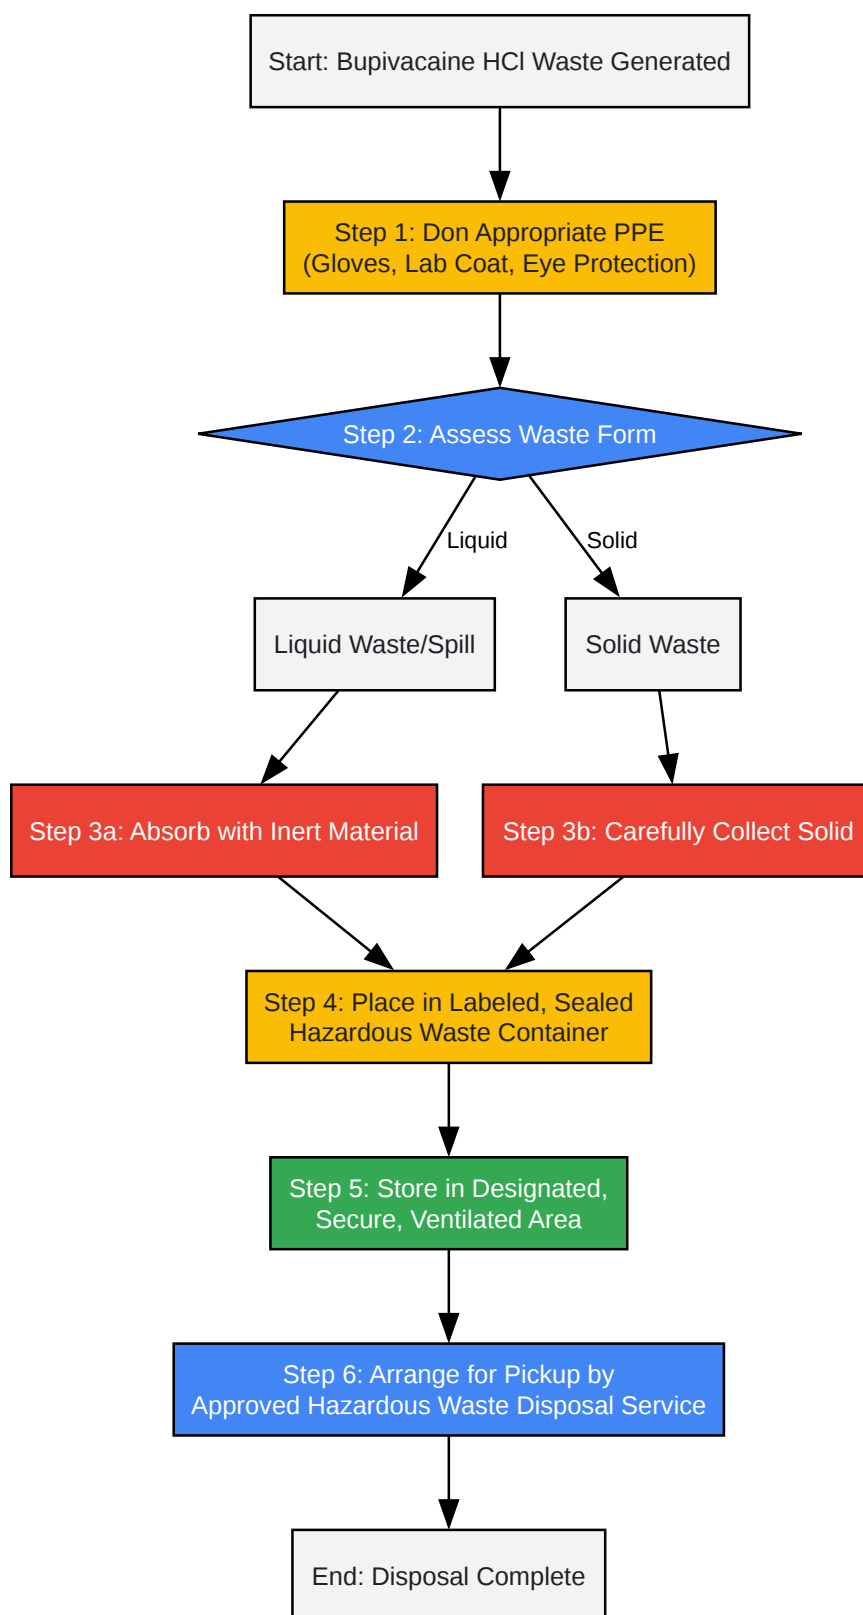 Start: Bupivacaine HCl Waste Generated
Step 1: Don Appropriate PPE
(Gloves, Lab Coat, Eye Protection)
Step 2: Assess Waste Form
Liquid
Solid
Liquid Waste/Spill
Solid Waste
Step 3a: Absorb with Inert Material
Step 3b: Carefully Collect Solid
Step 4: Place in Labeled, Sealed
Hazardous Waste Container
Step 5: Store in Designated,
Secure, Ventilated Area
Step 6: Arrange for Pickup by
Approved Hazardous Waste Disposal Service
End: Disposal Complete